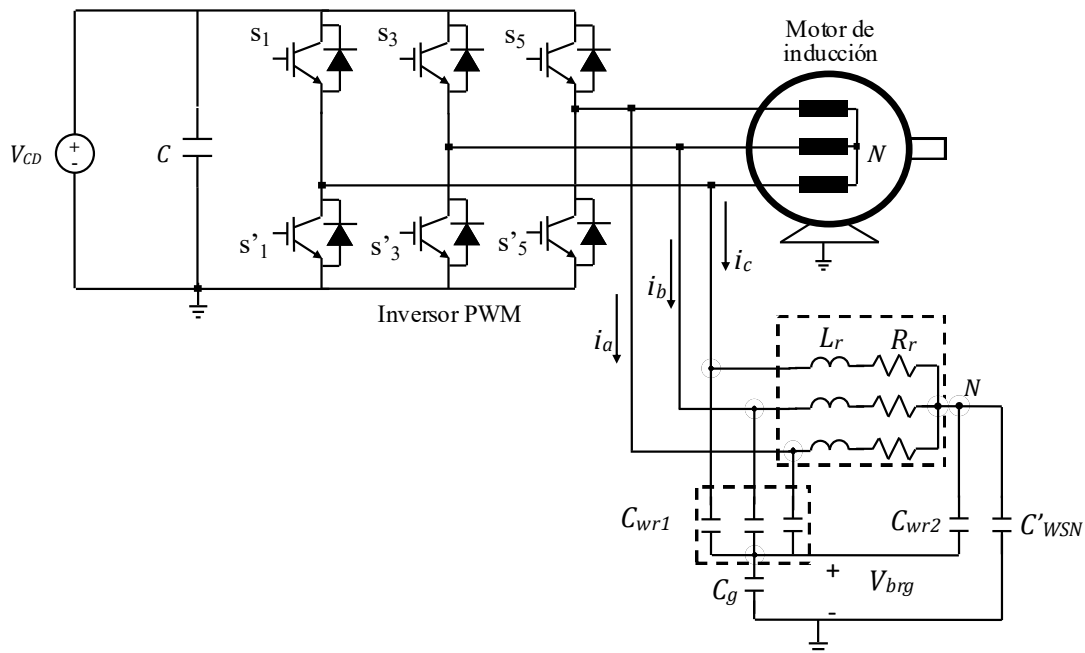 s1
s3
s5
Motor de
inducción
VCD
+
-
C
N
s'1
s'3
s'5
ic
ib
ia
Inversor PWM
Lr
Rr
N
Cwr1
Cwr2
C'WSN
Cg
+
Vbrg
-